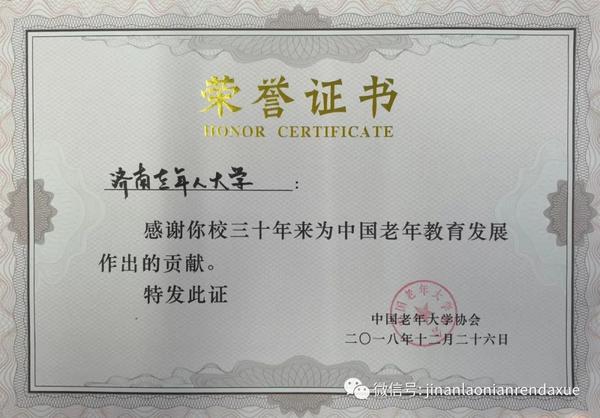 荣誉证书
HONOR CERTIFICATE
济南老年人大学:
感谢你校三十年来为中国老年教育发展
作出的贡献。
特发此证
中国老年大学协会
二〇一八年十二月二十六日
微信号: jinanlaonianrendaxue